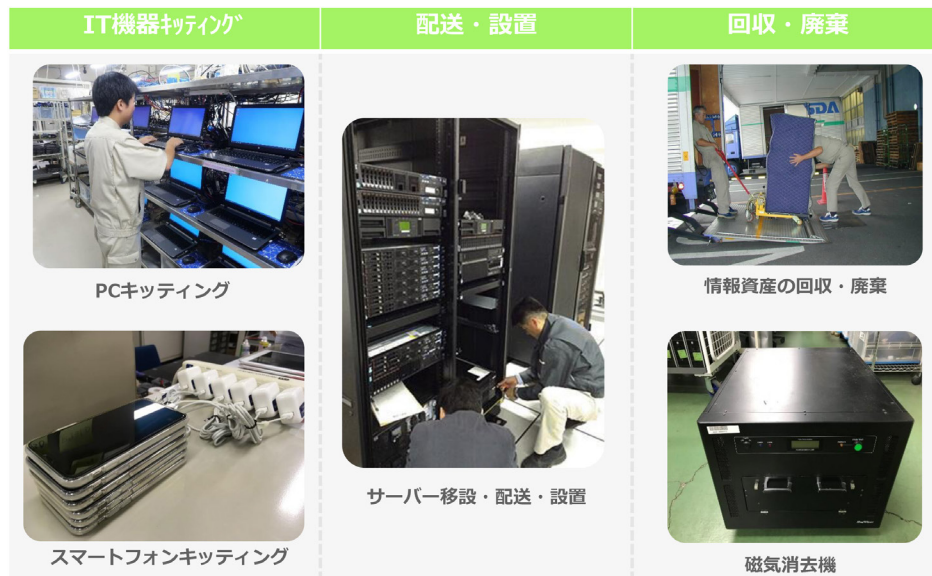 IT機器ｷｯﾃｨﾝｸﾞ
配送・設置
回収・廃棄
PCキッティング
スマートフォンキッティング
サーバー移設・配送・設置
情報資産の回収・廃棄
磁気消去機